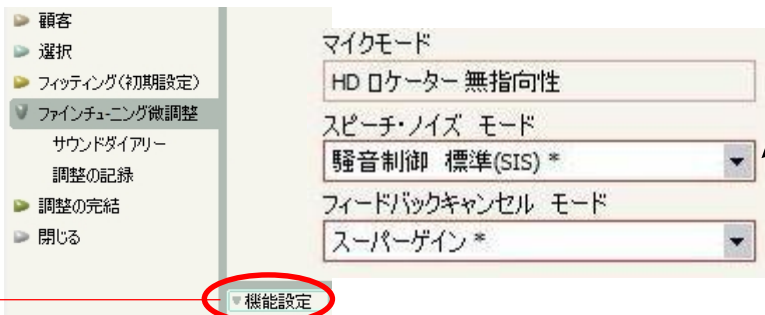 顧客
選択
フィッティング(初期設定)
ファインチューニング微調整
サウンドダイアリー
調整の記録
調整の完結
閉じる
機能設定
マイクモード
HD ロケーター 無指向性
スピーチ・ノイズ モード
騒音制御 標準(SIS) *
フィードバックキャンセル モード
スーパーゲイン *